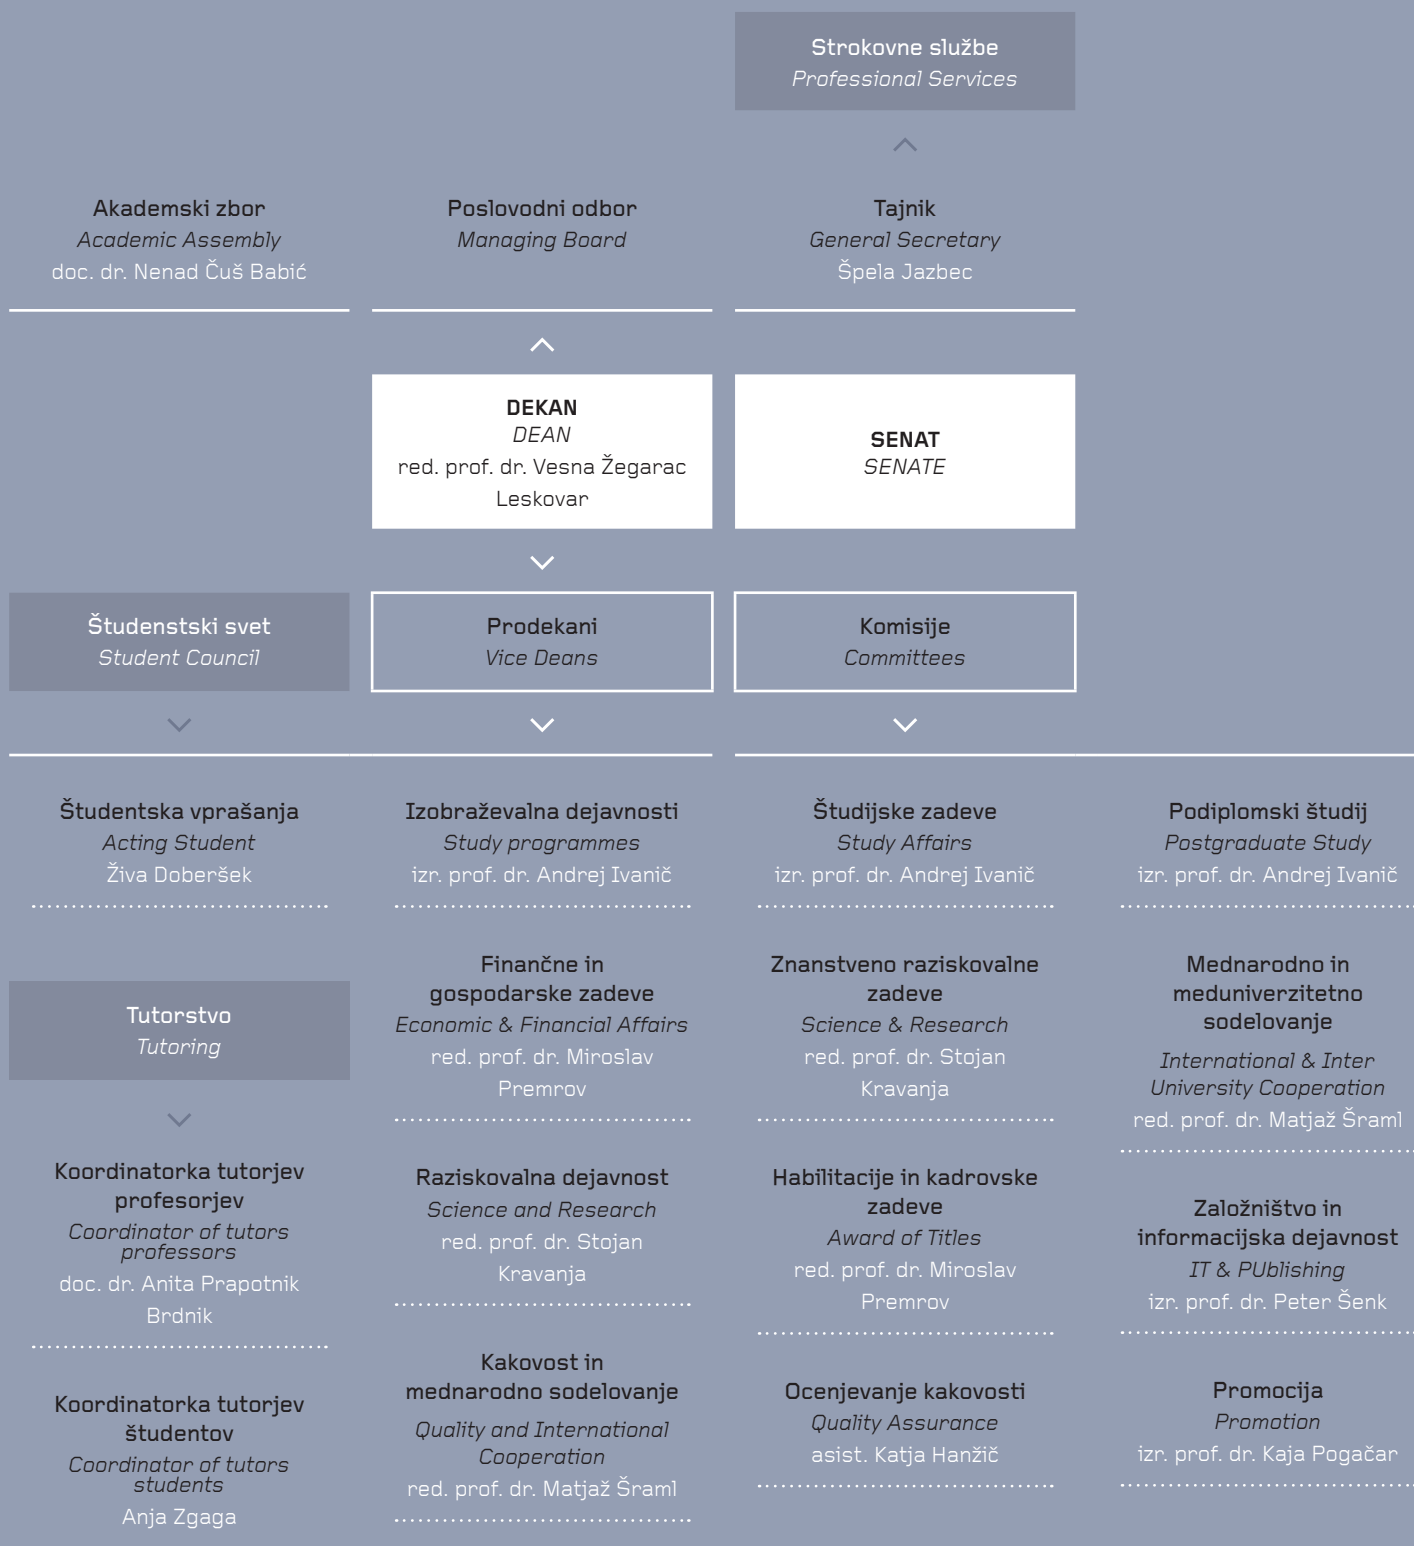 Strokovne službe
Professional Services
Akademski zbor
Academic Assembly
doc. dr. Nenad Čuš Babić
Poslovodni odbor
Managing Board
Tajnik
General Secretary
Špela Jazbec
DEKAN
DEAN
red. prof. dr. Vesna Žegarac
Leskovar
SENAT
SENATE
Študenstski svet
Student Council
Prodekani
Vice Deans
Komisije
Committees
Študentska vprašanja
Acting Student
Živa Doberšek
Tutorstvo
Tutoring
Koordinatorka tutorjev
profesorjev
Coordinator of tutors
professors
doc. dr. Anita Prapotnik
Brdnik
Koordinatorka tutorjev
študentov
Coordinator of tutors
students
Anja Zgaga
Izobraževalna dejavnosti
Study programmes
izr. prof. dr. Andrej Ivanič
Finančne in
gospodarske zadeve
Economic & Financial Affairs
red. prof. dr. Miroslav
Premrov
Raziskovalna dejavnost
Science and Research
red. prof. dr. Stojan
Kravanja
Kakovost in
mednarodno sodelovanje
Quality and International
Cooperation
red. prof. dr. Matjaž Šraml
Študijske zadeve
Study Affairs
izr. prof. dr. Andrej Ivanič
Znanstveno raziskovalne
zadeve
Science & Research
red. prof. dr. Stojan
Kravanja
Habilitacije in kadrovske
zadeve
Award of Titles
red. prof. dr. Miroslav
Premrov
Ocenjevanje kakovosti
Quality Assurance
asist. Katja Hanžič
Podiplomski študij
Postgraduate Study
izr. prof. dr. Andrej Ivanič
Mednarodno in
meduniverzitetno
sodelovanje
International & Inter
University Cooperation
red. prof. dr. Matjaž Šraml
Založništvo in
informacijska dejavnost
IT & PUblishing
izr. prof. dr. Peter Šenk
Promocija
Promotion
izr. prof. dr. Kaja Pogačar